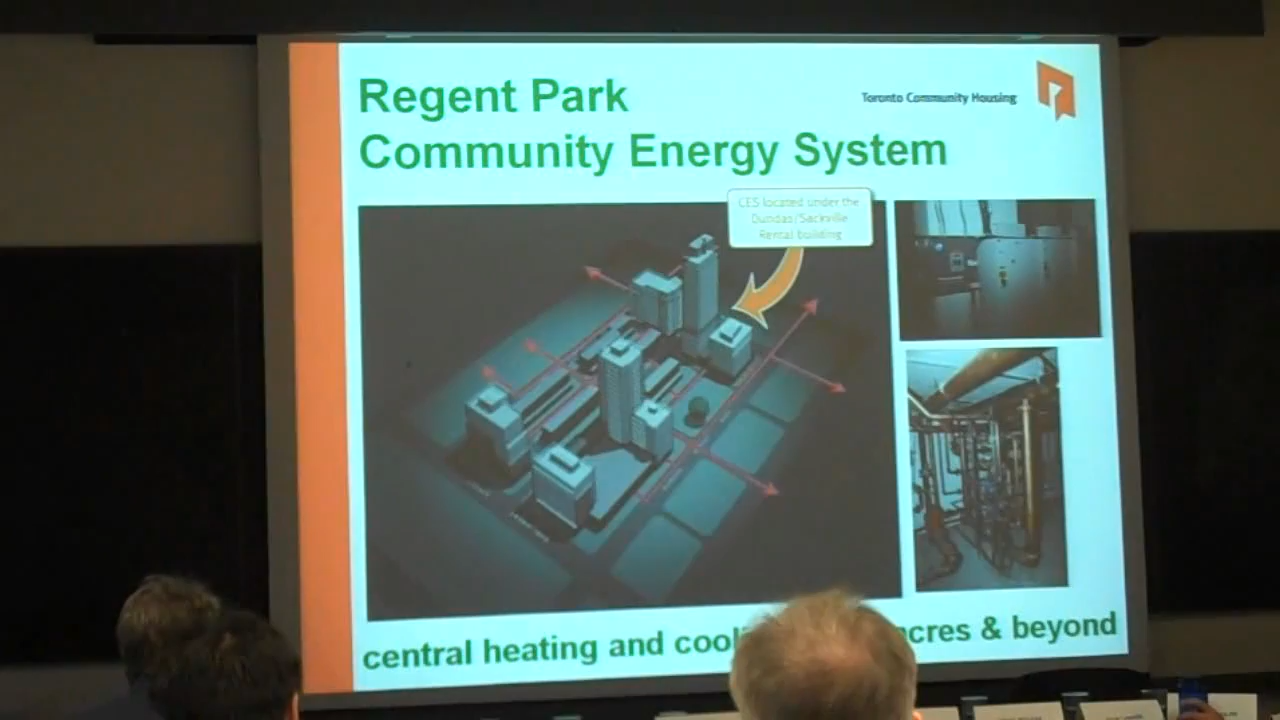 Regent Park
Toronto Community Housing
Community Energy System
CES located under the
Dundas/Sackville
Rental building
central heating and cool acres & beyond